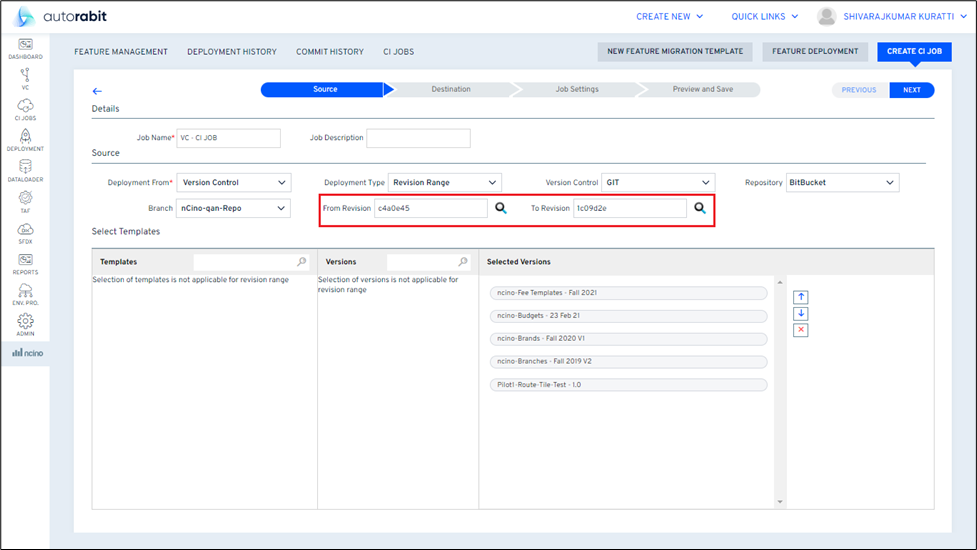 autorabit
CREATE NEW
QUICK LINKS
SHIVARAJKUMAR KURATTI
DASHBOARD
VC
CI JOBS
DEPLOYMENT
DATALOADER
TAF
SFDX
REPORTS
ENV. PRO.
ADMIN
ncino
FEATURE MANAGEMENT
DEPLOYMENT HISTORY
COMMIT HISTORY
CI JOBS
NEW FEATURE MIGRATION TEMPLATE
FEATURE DEPLOYMENT
CREATE CI JOB
Source
Destination
Job Settings
Preview and Save
PREVIOUS
NEXT
Details
Job Name* VC - CI JOB
Job Description
Source
Deployment From* Version Control
Deployment Type Revision Range
Version Control GIT
Repository BitBucket
Branch nCino-qan-Repo
From Revision c4a0e45
To Revision 1c09d2e
Select Templates
Templates
Selection of templates is not applicable for revision range
Versions
Selection of versions is not applicable for
revision range
Selected Versions
ncino-Fee Templates - Fall 2021
ncino-Budgets - 23 Feb 21
ncino-Brands - Fall 2020 V1
ncino-Branches - Fall 2019 V2
Pilot1-Route-Tile-Test - 1.0